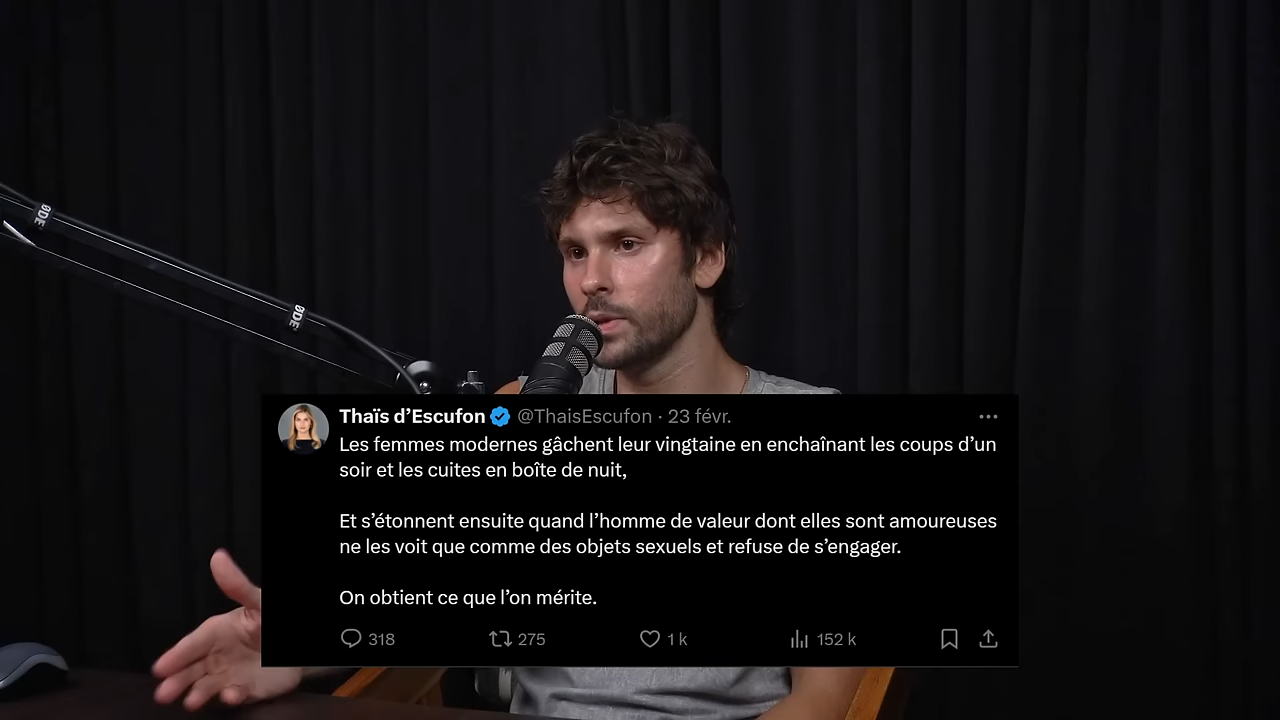 RØDE
RØDE
Thaïs d’Escufon @ThaisEscufon · 23 févr.
Les femmes modernes gâchent leur vingtaine en enchaînant les coups d’un
soir et les cuites en boîte de nuit,
Et s’étonnent ensuite quand l’homme de valeur dont elles sont amoureuses
ne les voit que comme des objets sexuels et refuse de s’engager.
On obtient ce que l’on mérite.
318 275 1 k 152 k